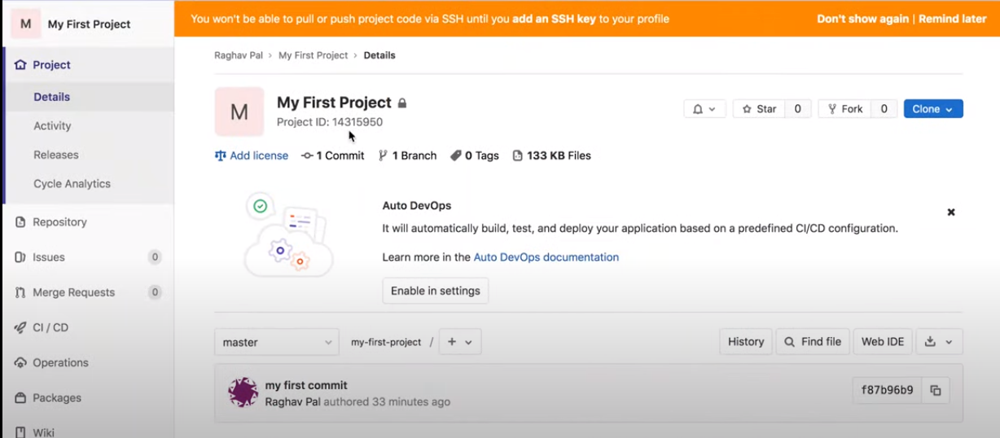 M My First Project
You won't be able to pull or push project code via SSH until you add an SSH key to your profile
Don't show again | Remind later
Project
Details
Activity
Releases
Cycle Analytics
Repository
Issues 0
Merge Requests 0
CI / CD
Operations
Packages
Wiki
Raghav Pal > My First Project > Details
M
My First Project
Project ID: 14315950
Star 0
Fork 0
Clone
Add license 1 Commit 1 Branch 0 Tags 133 KB Files
Auto DevOps
It will automatically build, test, and deploy your application based on a predefined CI/CD configuration.
Learn more in the Auto DevOps documentation
Enable in settings
master my-first-project / + History Find file Web IDE
my first commit
Raghav Pal authored 33 minutes ago
f87b96b9